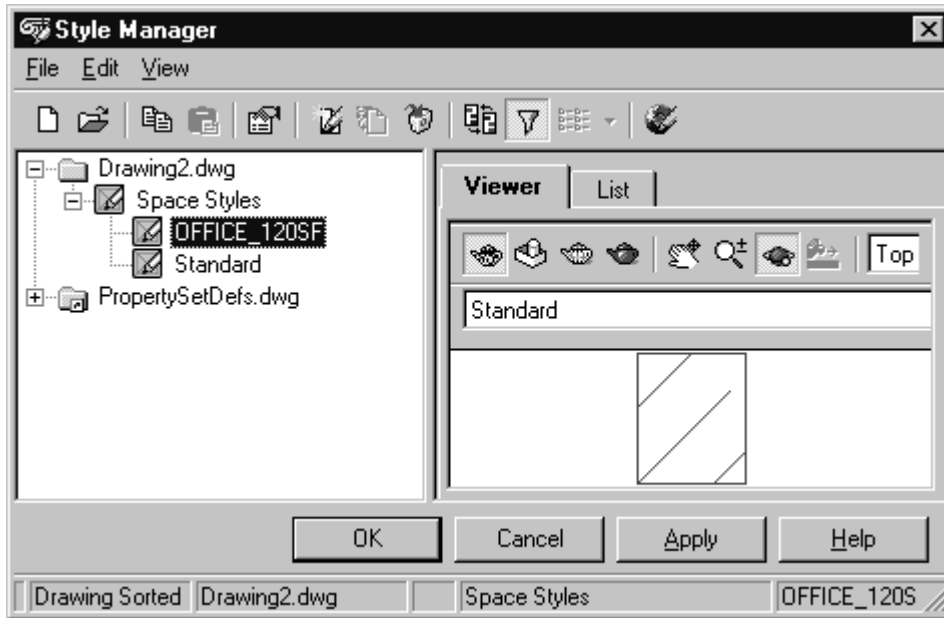 Style Manager
File Edit View
Drawing2.dwg
Space Styles
OFFICE_120SF
Standard
PropertySetDefs.dwg
Viewer List
Top
Standard
OK Cancel Apply Help
Drawing Sorted Drawing2.dwg Space Styles OFFICE_120S